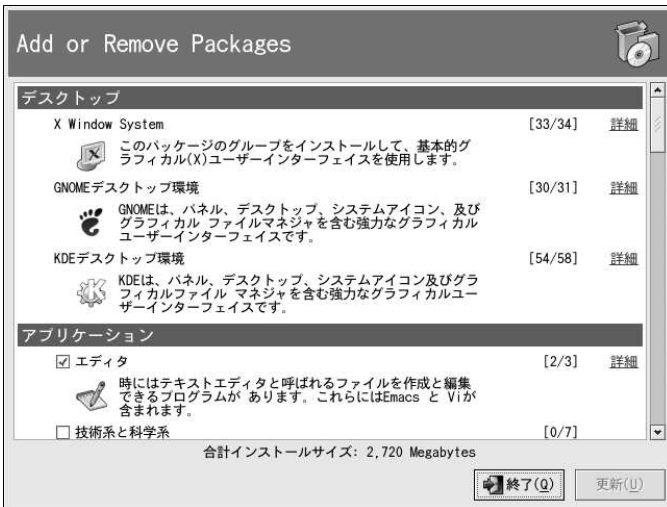 Add or Remove Packages
デスクトップ
X Window System [33/34] 詳細
このパッケージのグループをインストールして、基本的グ
ラフィカル(X)ユーザーインターフェイスを使用します。
GNOMEデスクトップ環境 [30/31] 詳細
GNOMEは、パネル、デスクトップ、システムアイコン、及び
グラフィカル ファイルマネジャを含む強力なグラフィカル
ユーザーインターフェイスです。
KDEデスクトップ環境 [54/58] 詳細
KDEは、パネル、デスクトップ、システムアイコン及びグラ
フィカルファイル マネジャを含む強力なグラフィカルユー
ザーインターフェイスです。
アプリケーション
エディタ [2/3] 詳細
時にはテキストエディタと呼ばれるファイルを作成と編集
できるプログラムが あります。これらにはEmacs と Viが
含まれます。
技術系と科学系 [0/7]
合計インストールサイズ: 2,720 Megabytes
終了(Q) 更新(U)